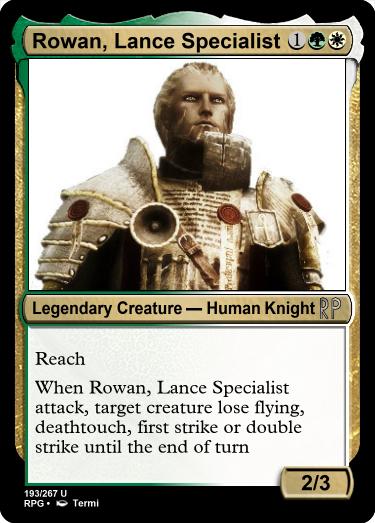 Rowan, Lance Specialist 1
Legendary Creature — Human Knight RP
Reach
When Rowan, Lance Specialist
attack, target creature lose flying,
deathtouch, first strike or double
strike until the end of turn
2/3
193/267 U
RPG • Termi